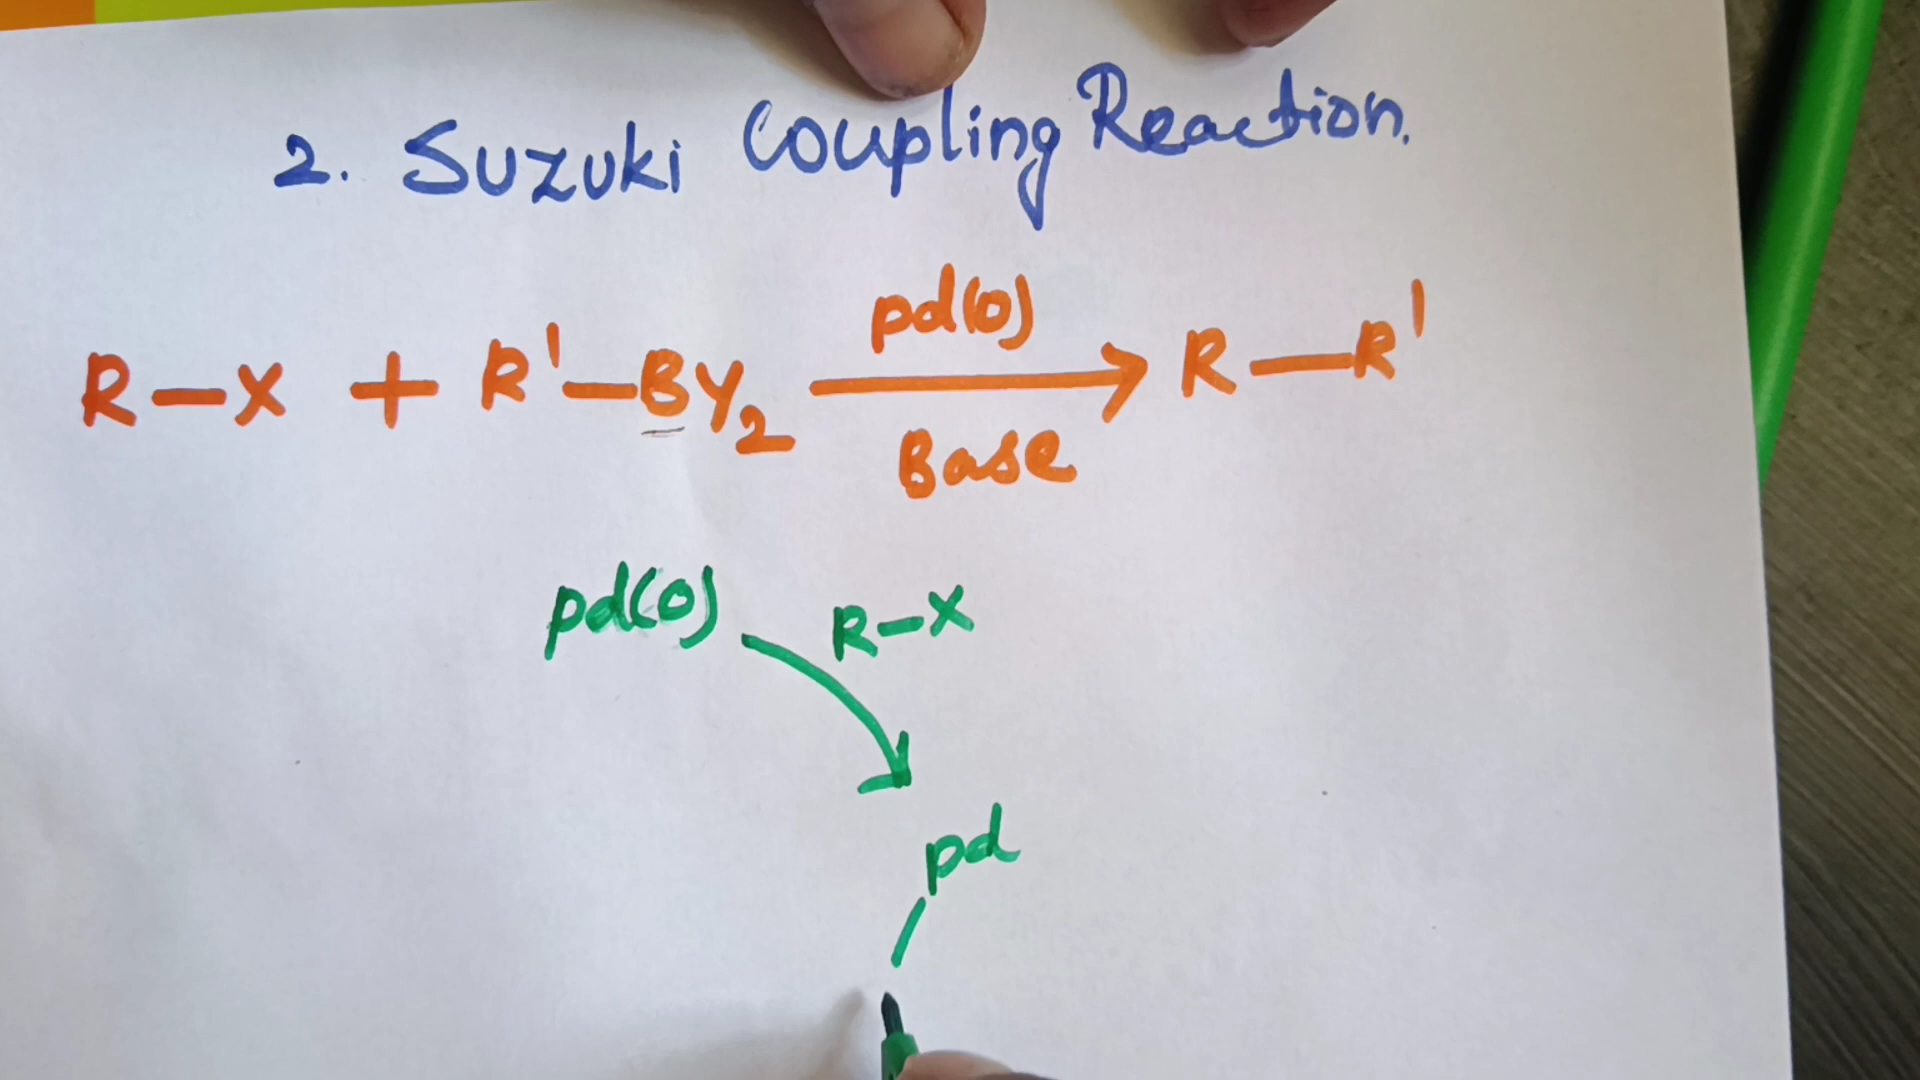 2. Suzuki Coupling Reaction.
pd(0)
R-X + R'-BY₂ → R-R'
Base
pd(0) R-X
pd